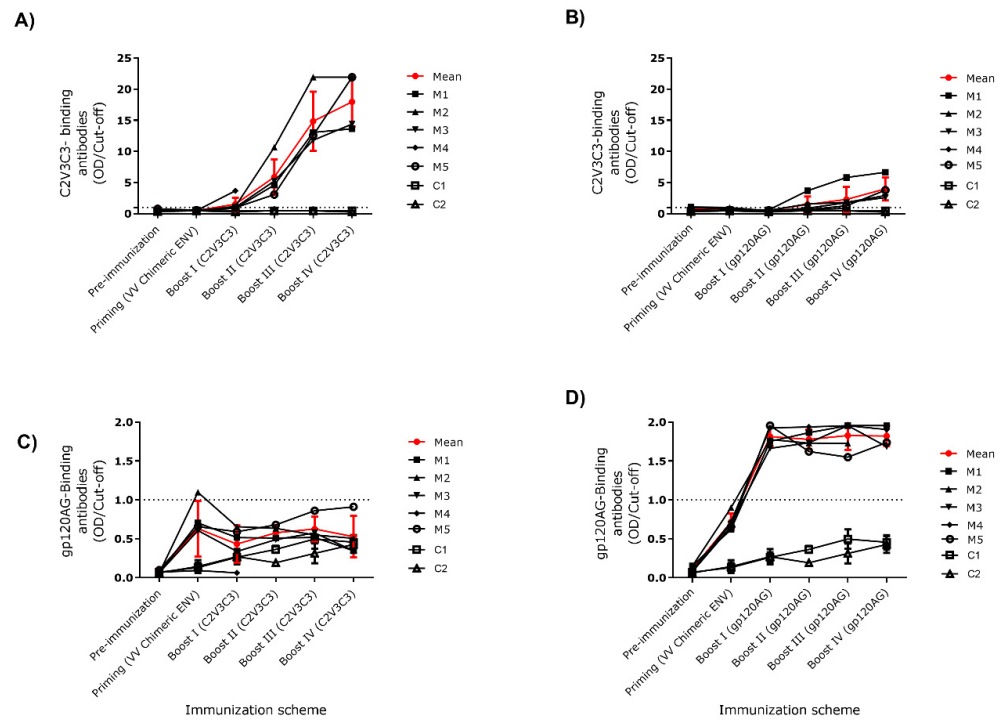 A)
C2V3C3- binding
antibodies
(OD/Cut-off)
25
20
15
10
5
0
Pre-immunization
Priming (VV Chimeric ENV)
Boost I (C2V3C3)
Boost II (C2V3C3)
Boost III (C2V3C3)
Boost IV (C2V3C3)
Mean
M1
M2
M3
M4
M5
C1
C2
B)
C2V3C3-binding
antibodies
(OD/Cut-off)
25
20
15
10
5
0
Pre-immunization
Priming (VV Chimeric ENV)
Boost I (gp120AG)
Boost II (gp120AG)
Boost III (gp120AG)
Boost IV (gp120AG)
Mean
M1
M2
M3
M4
M5
C1
C2
C)
gp120AG-Binding
antibodies
(OD/Cut-off)
2.0
1.5
1.0
0.5
0.0
Pre-immunization
Priming (VV Chimeric ENV)
Boost I (C2V3C3)
Boost II (C2V3C3)
Boost III (C2V3C3)
Boost IV (C2V3C3)
Immunization scheme
Mean
M1
M2
M3
M4
M5
C1
C2
D)
gp120AG-Binding
antibodies
(OD/Cut-off)
2.0
1.5
1.0
0.5
0.0
Pre-immunization
Priming (VV Chimeric ENV)
Boost I (gp120AG)
Boost II (gp120AG)
Boost III (gp120AG)
Boost IV (gp120AG)
Immunization scheme
Mean
M1
M2
M3
M4
M5
C1
C2